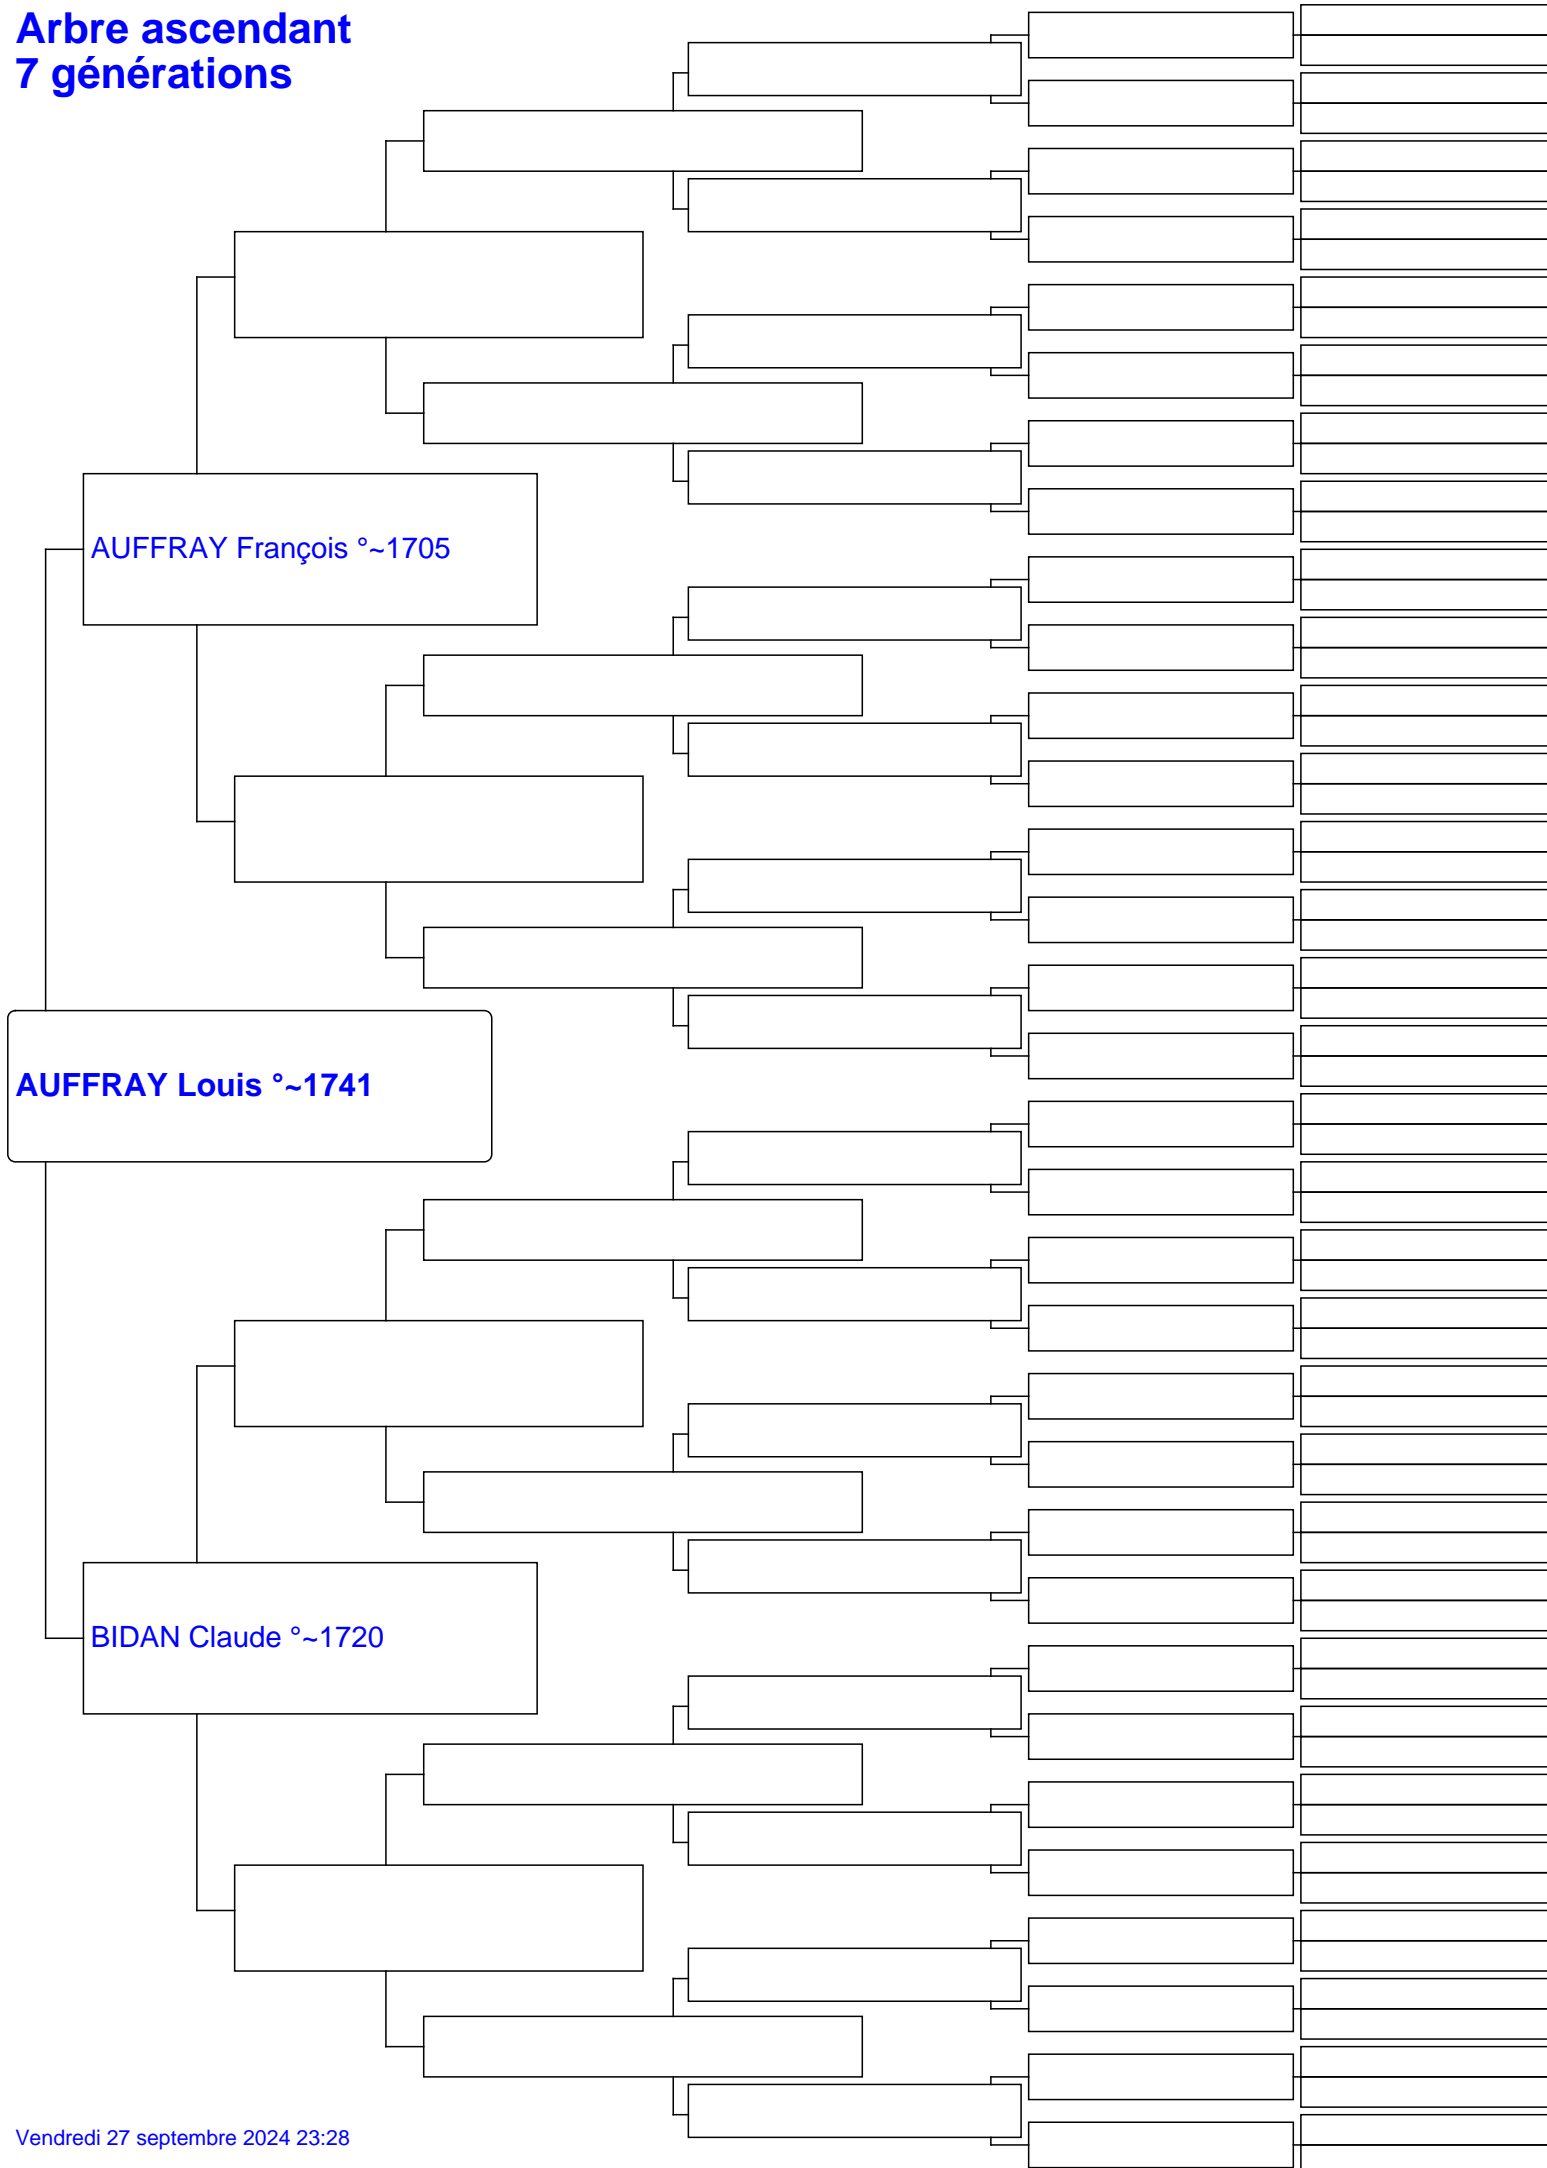 Arbre ascendant
7 générations
AUFFRAY François °~1705
AUFFRAY Louis °~1741
BIDAN Claude °~1720
Vendredi 27 septembre 2024 23:28